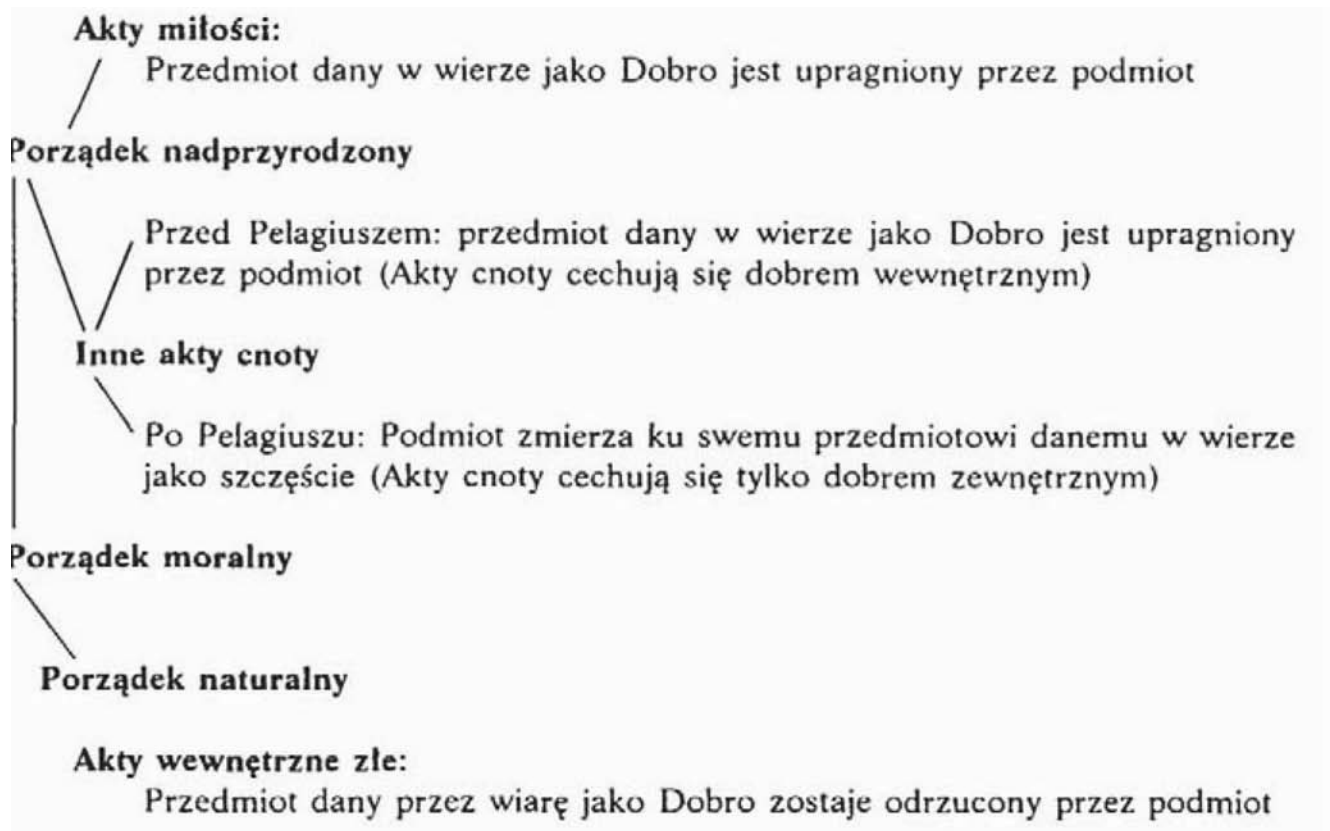 Akty miłości:
Przedmiot dany w wierze jako Dobro jest upragniony przez podmiot
Porządek nadprzyrodzony
Przed Pelagiuszem: przedmiot dany w wierze jako Dobro jest upragniony
przez podmiot (Akty cnoty cechują się dobrem wewnętrznym)
Inne akty cnoty
Po Pelagiuszu: Podmiot zmierza ku swemu przedmiotowi danemu w wierze
jako szczęście (Akty cnoty cechują się tylko dobrem zewnętrznym)
Porządek moralny
Porządek naturalny
Akty wewnętrzne złe:
Przedmiot dany przez wiarę jako Dobro zostaje odrzucony przez podmiot